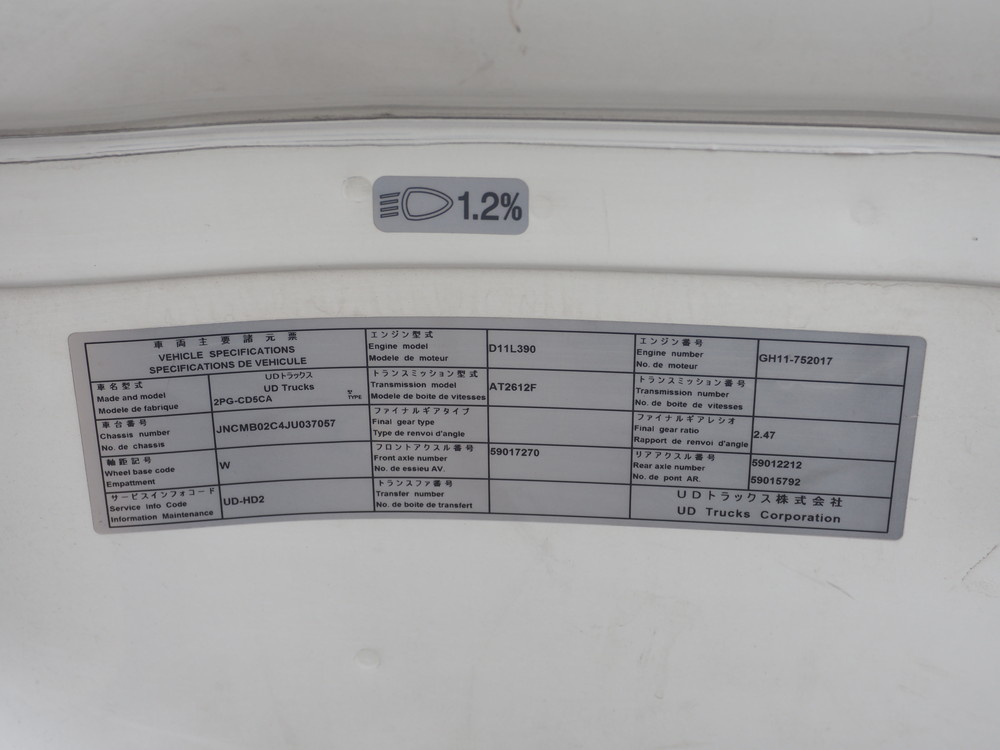 1.2%
車両主要諸元票
VEHICLE SPECIFICATIONS
SPECIFICATIONS DE VEHICULE
車名型式
Made and model
Modele de fabrique
UDトラックス
UD Trucks
2PG-CD5CA
型
TYPE
車台番号
Chassis number
No. de chassis
JNCMB02C4JU037057
軸距記号
Wheel base code
Empattment
W
サービスインフォコード
Service Info Code
Information Maintenance
UD-HD2
エンジン型式
Engine model
Modele de moteur
D11L390
トランスミッション型式
Transmission model
Modele de boite de vitesses
AT2612F
ファイナルギアタイプ
Final gear type
Type de renvoi d'angle
フロントアクスル番号
Front axle number
No. de essieu AV.
59017270
トランスファ番号
Transfer number
No. de boite de transfert
エンジン番号
Engine number
No. de moteur
GH11-752017
トランスミッション番号
Transmission number
No. de boite de vitesses
ファイナルギアレシオ
Final gear ratio
Rapport de renvoi d'angle
2.47
リアアクスル番号
Rear axle number
No. de pont AR.
59012212
59015792
UDトラックス株式会社
UD Trucks Corporation